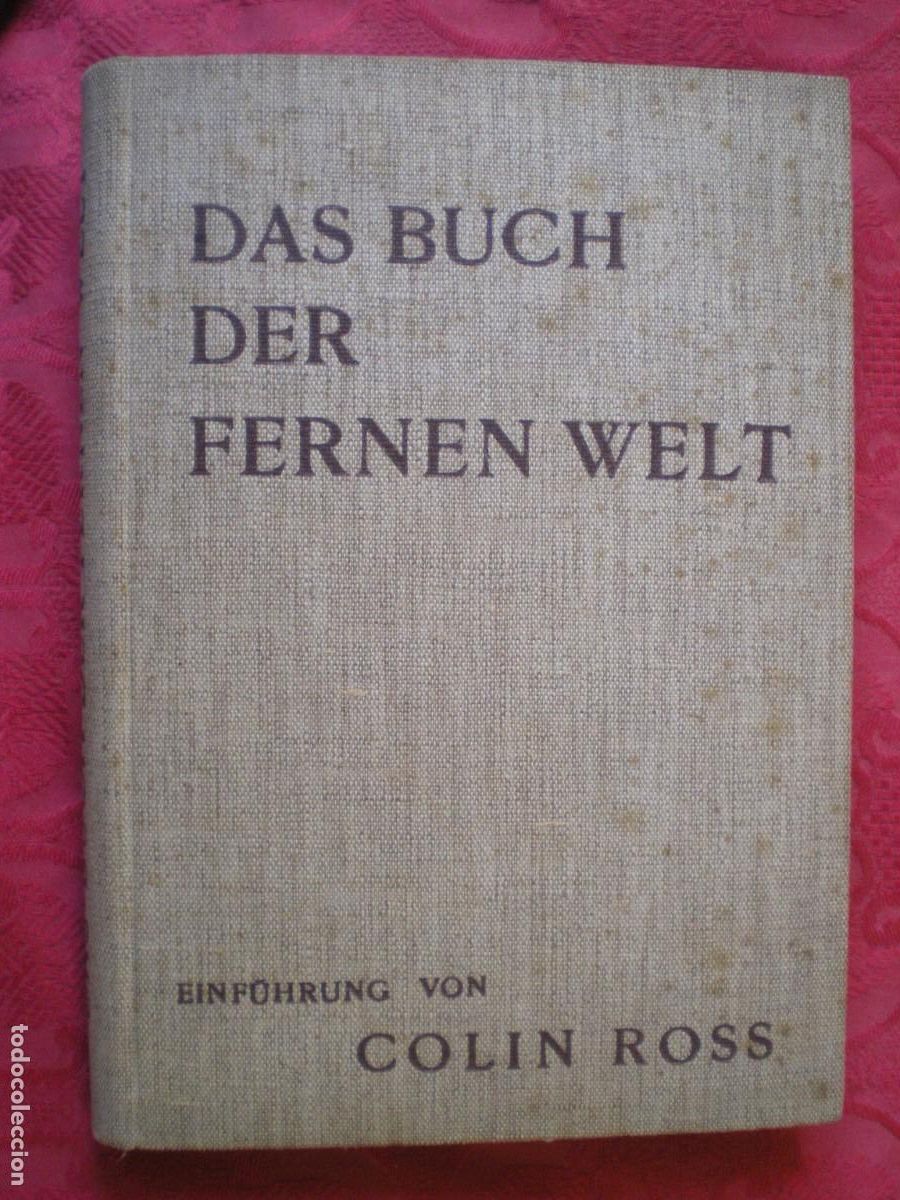 DAS BUCH
DER
FERNEN WELT
EINFÜHRUNG VON
COLIN ROSS
todocoleccion